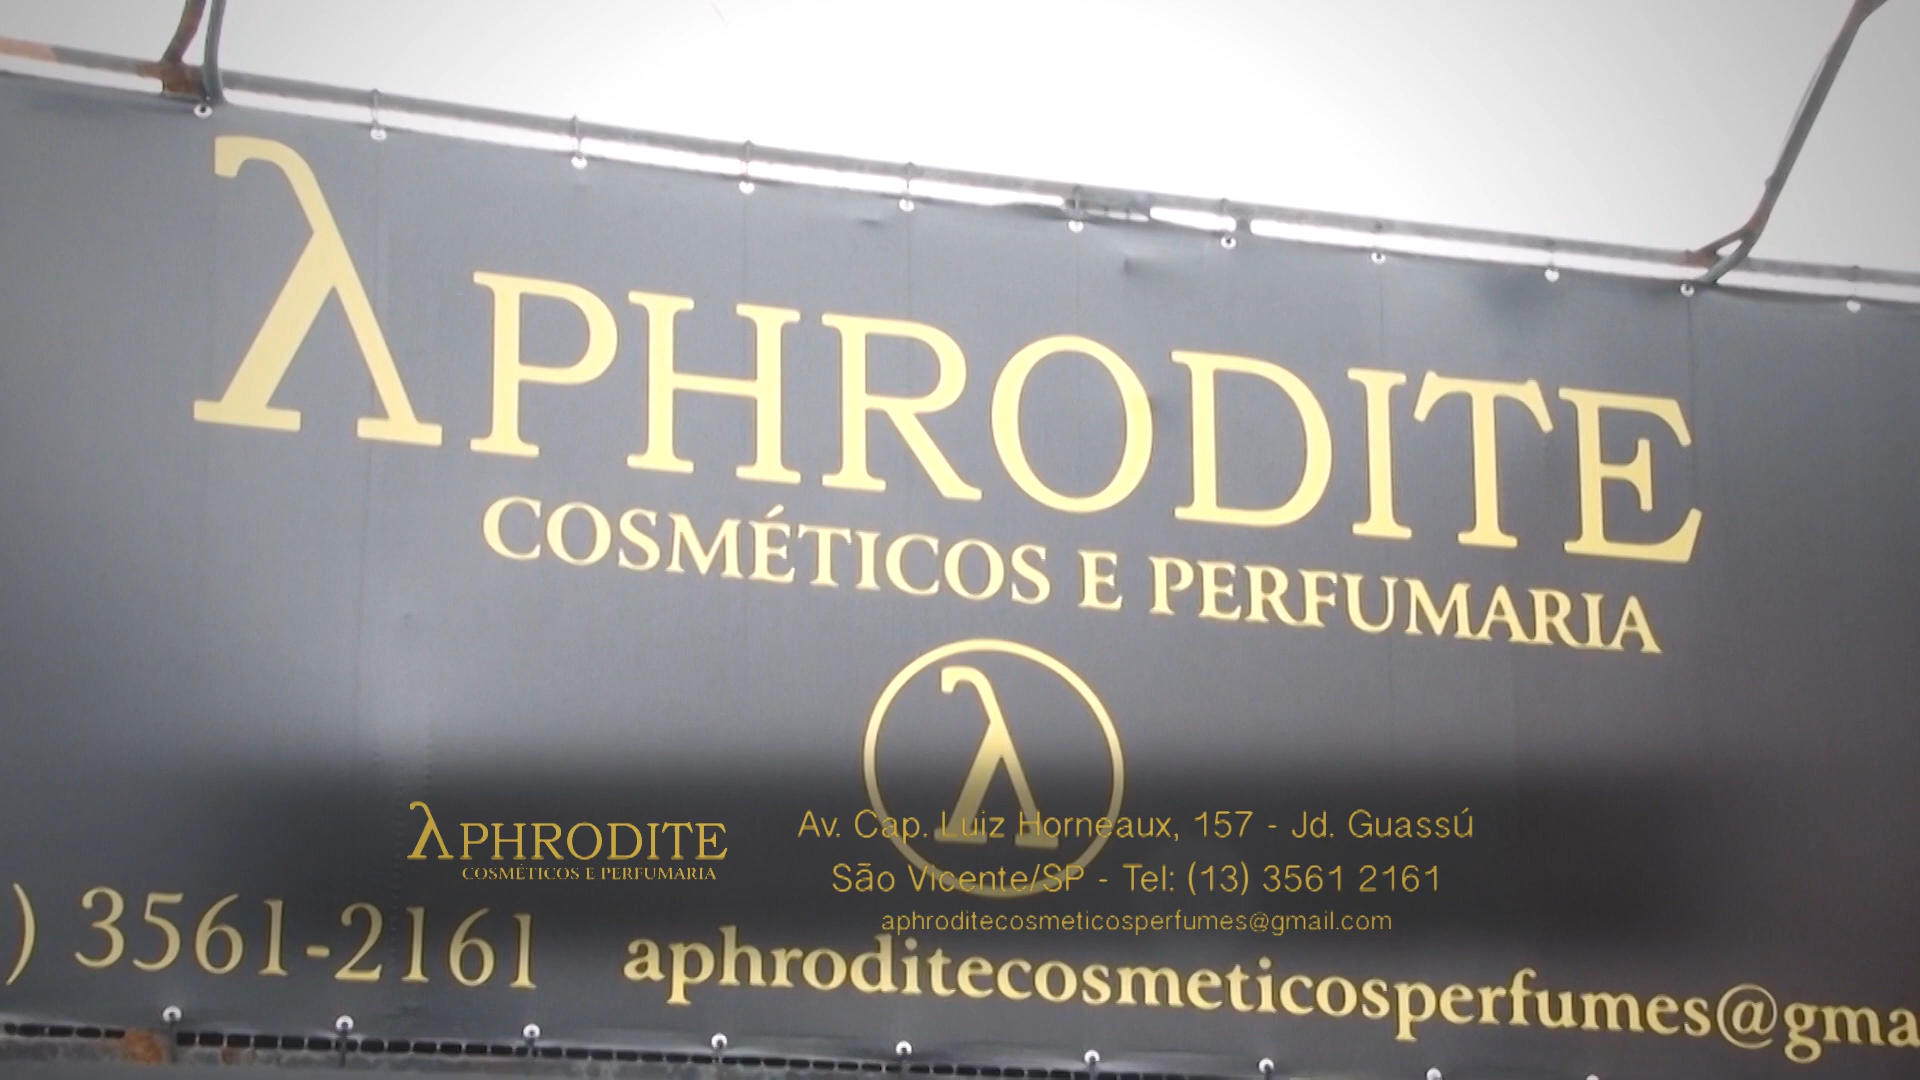 λPHRODITE
COSMÉTICOS E PERFUMARIA
λ
λPHRODITE
COSMÉTICOS E PERFUMARIA
Av. Cap. Luiz Horneaux, 157 - Jd. Guassú
São Vicente/SP - Tel: (13) 3561 2161
aphroditecosmeticosperfumes@gmail.com
) 3561-2161 aphroditecosmeticosperfumes@gma